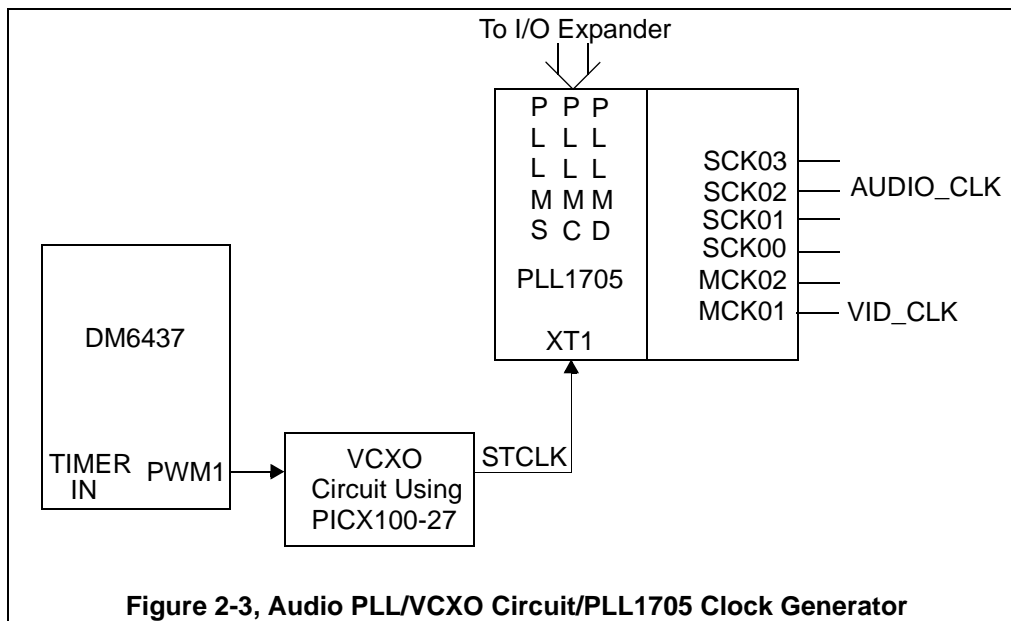 To I/O Expander
P P P
L L L
L L L
M M M
S C D
PLL1705
XT1
SCK03
SCK02
SCK01
SCK00
MCK02
MCK01
AUDIO_CLK
VID_CLK
DM6437
TIMER
IN
PWM1
VCXO
Circuit Using
PICX100-27
STCLK
Figure 2-3, Audio PLL/VCXO Circuit/PLL1705 Clock Generator